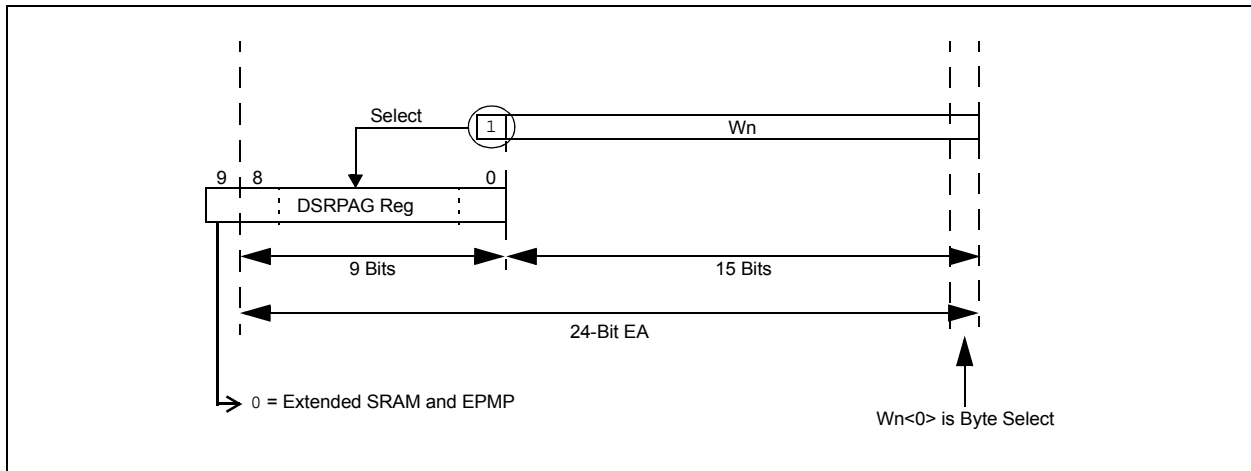 Select
1
Wn
9 8 0
DSRPAG Reg
9 Bits 15 Bits
24-Bit EA
0 = Extended SRAM and EPMP
Wn<0> is Byte Select